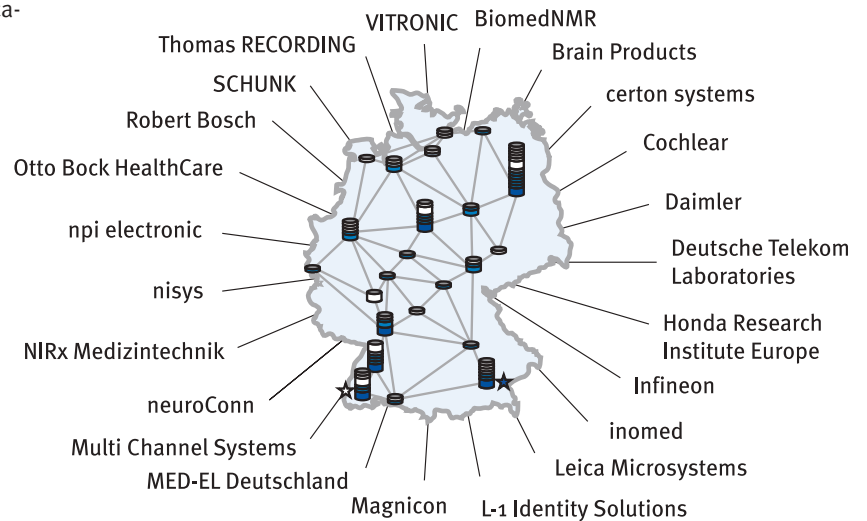 ca-
VITRONIC
BiomedNMR
Thomas RECORDING
Brain Products
SCHUNK
certon systems
Robert Bosch
Cochlear
Otto Bock HealthCare
Daimler
npi electronic
Deutsche Telekom
Laboratories
nisys
Honda Research
Institute Europe
NIRx Medizintechnik
Infineon
neuroConn
inomed
Multi Channel Systems
Leica Microsystems
MED-EL Deutschland
Magnicon
L-1 Identity Solutions